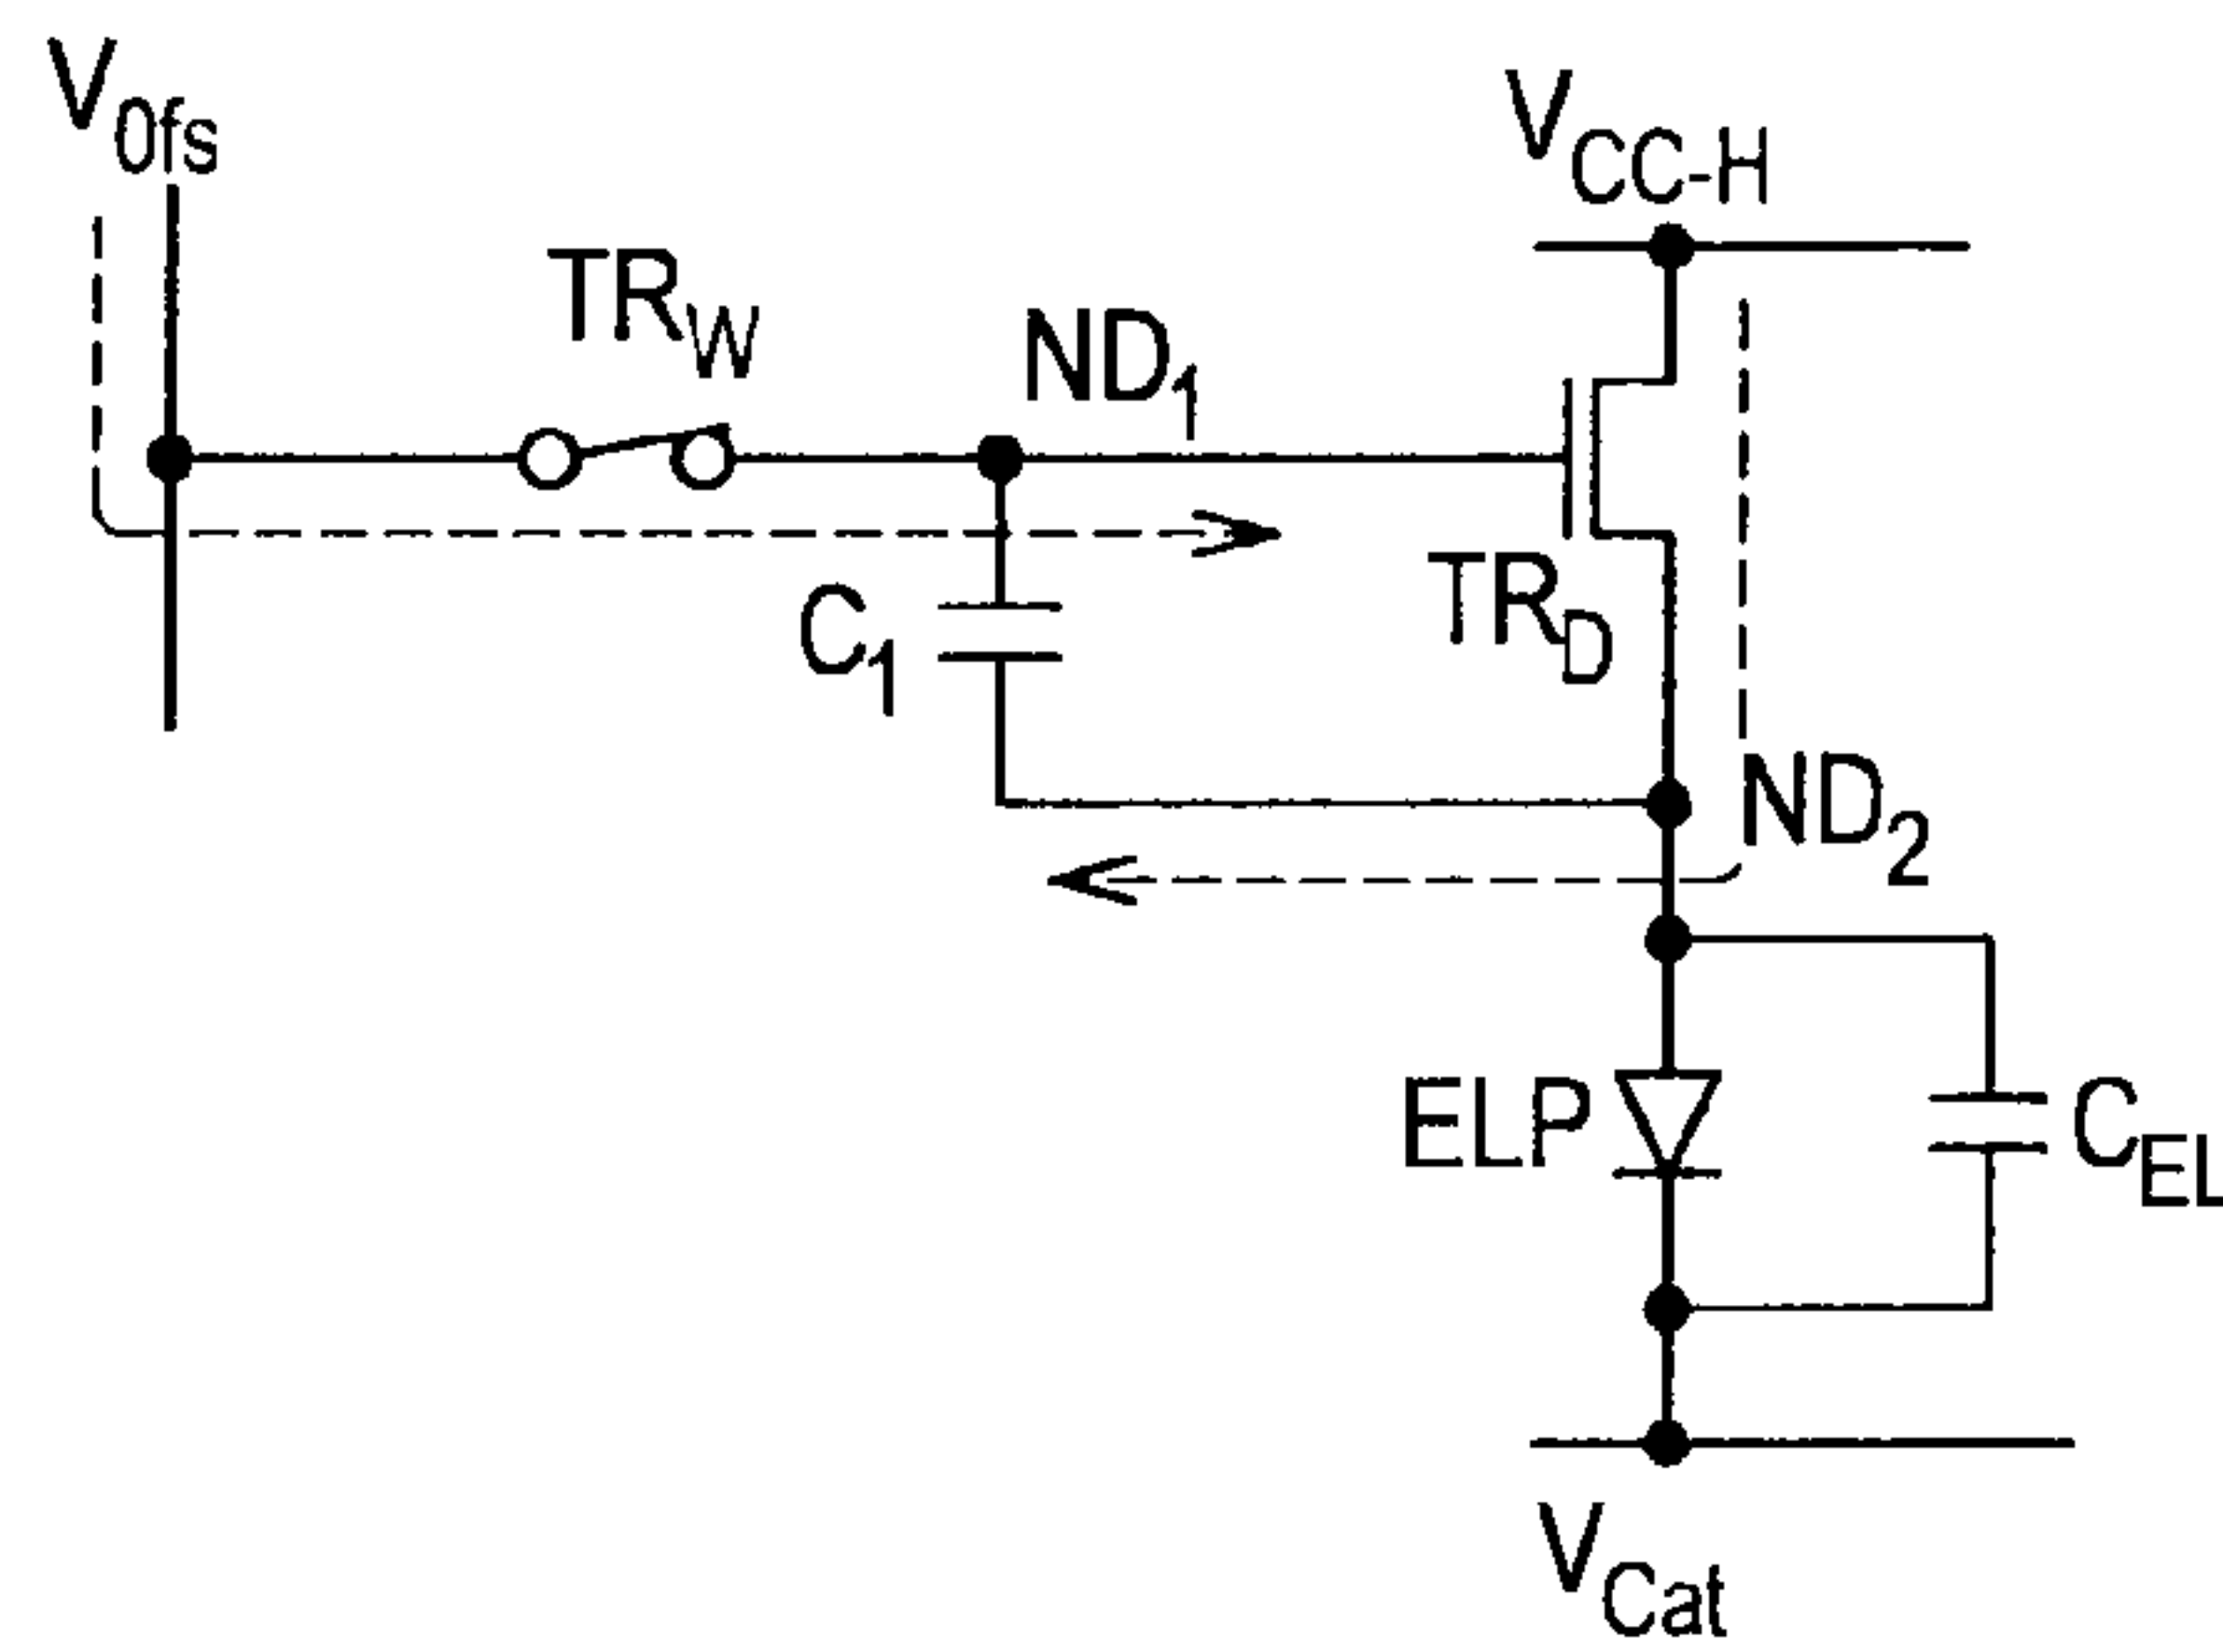 V0fs
VCC-H
TRW
ND1
C1
TRD
ND2
ELP
CEL
VCat